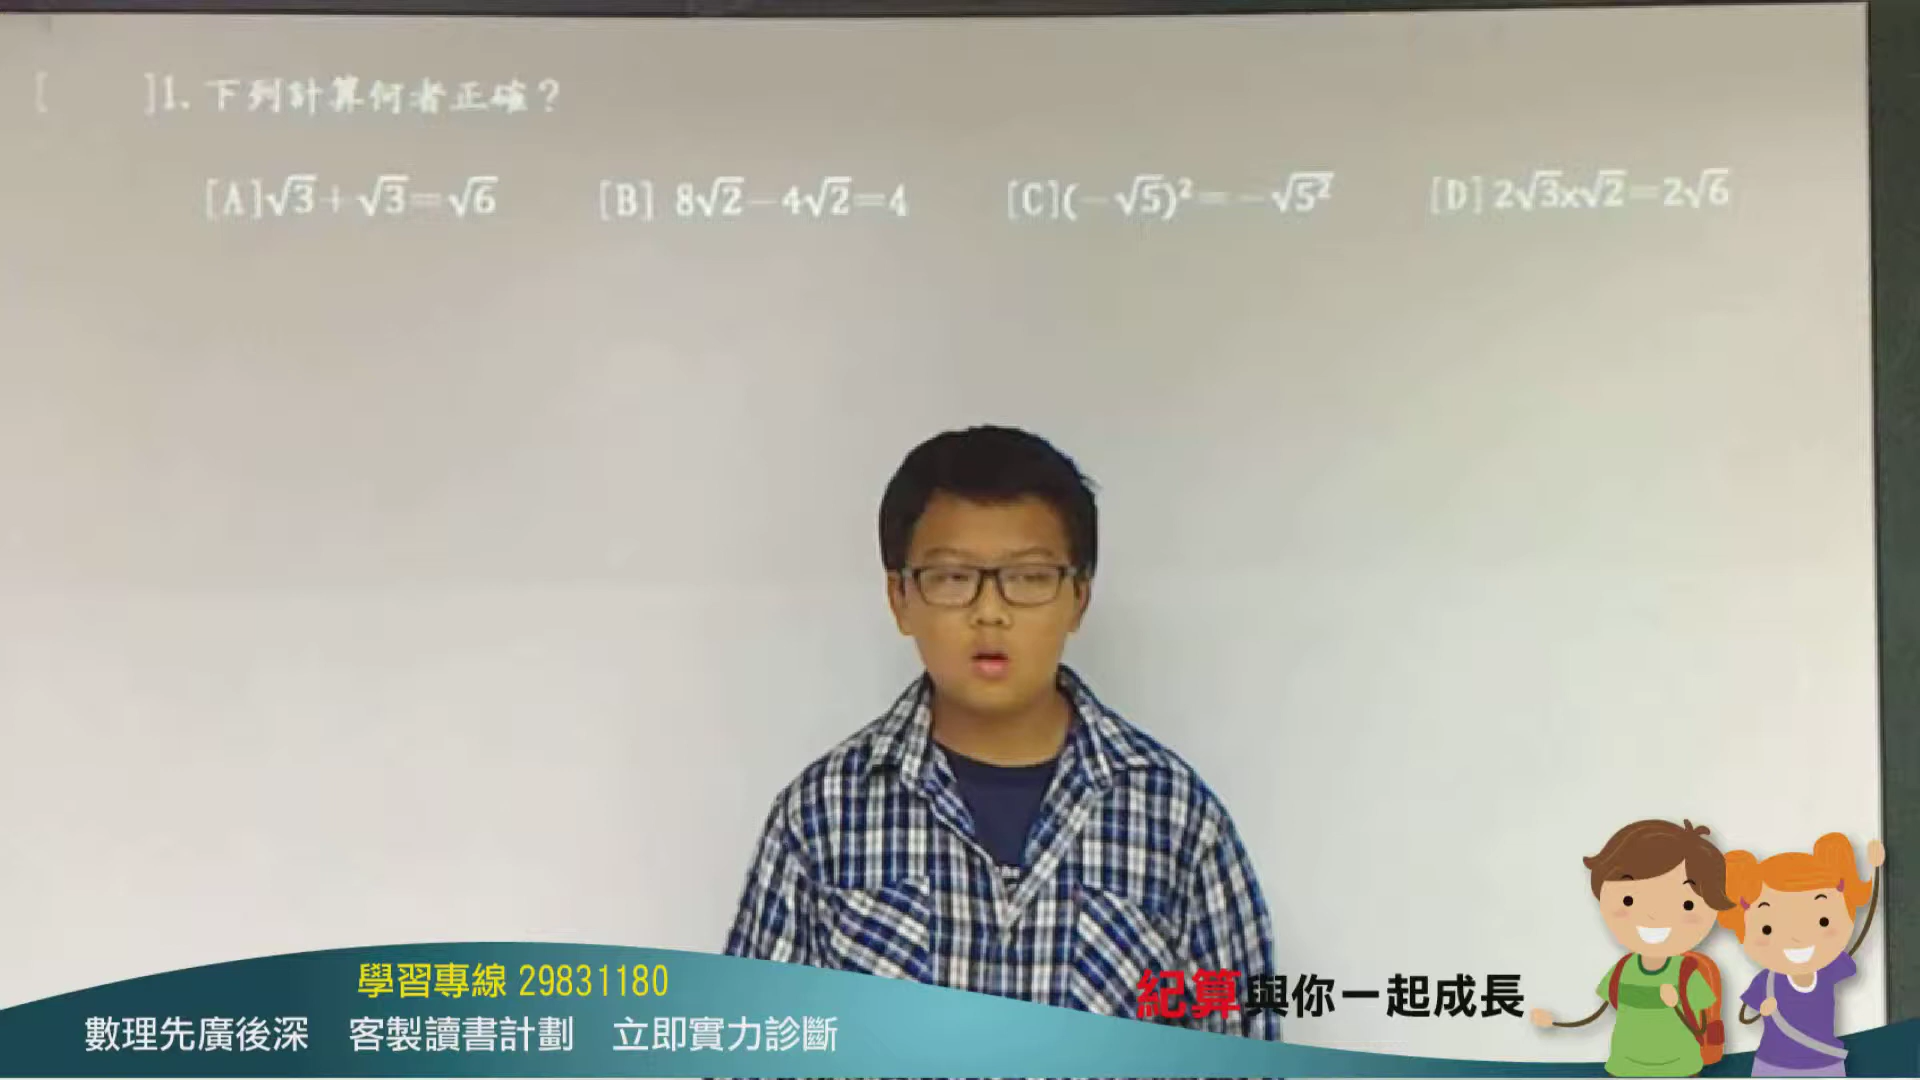 [ ]1. 下列計算何者正確？
[A]√3+√3=√6 [B] 8√2−4√2=4 [C](−√5)²=−√5² [D] 2√3x√2=2√6
學習專線 29831180
紀算與你一起成長
數理先廣後深 客製讀書計劃 立即實力診斷